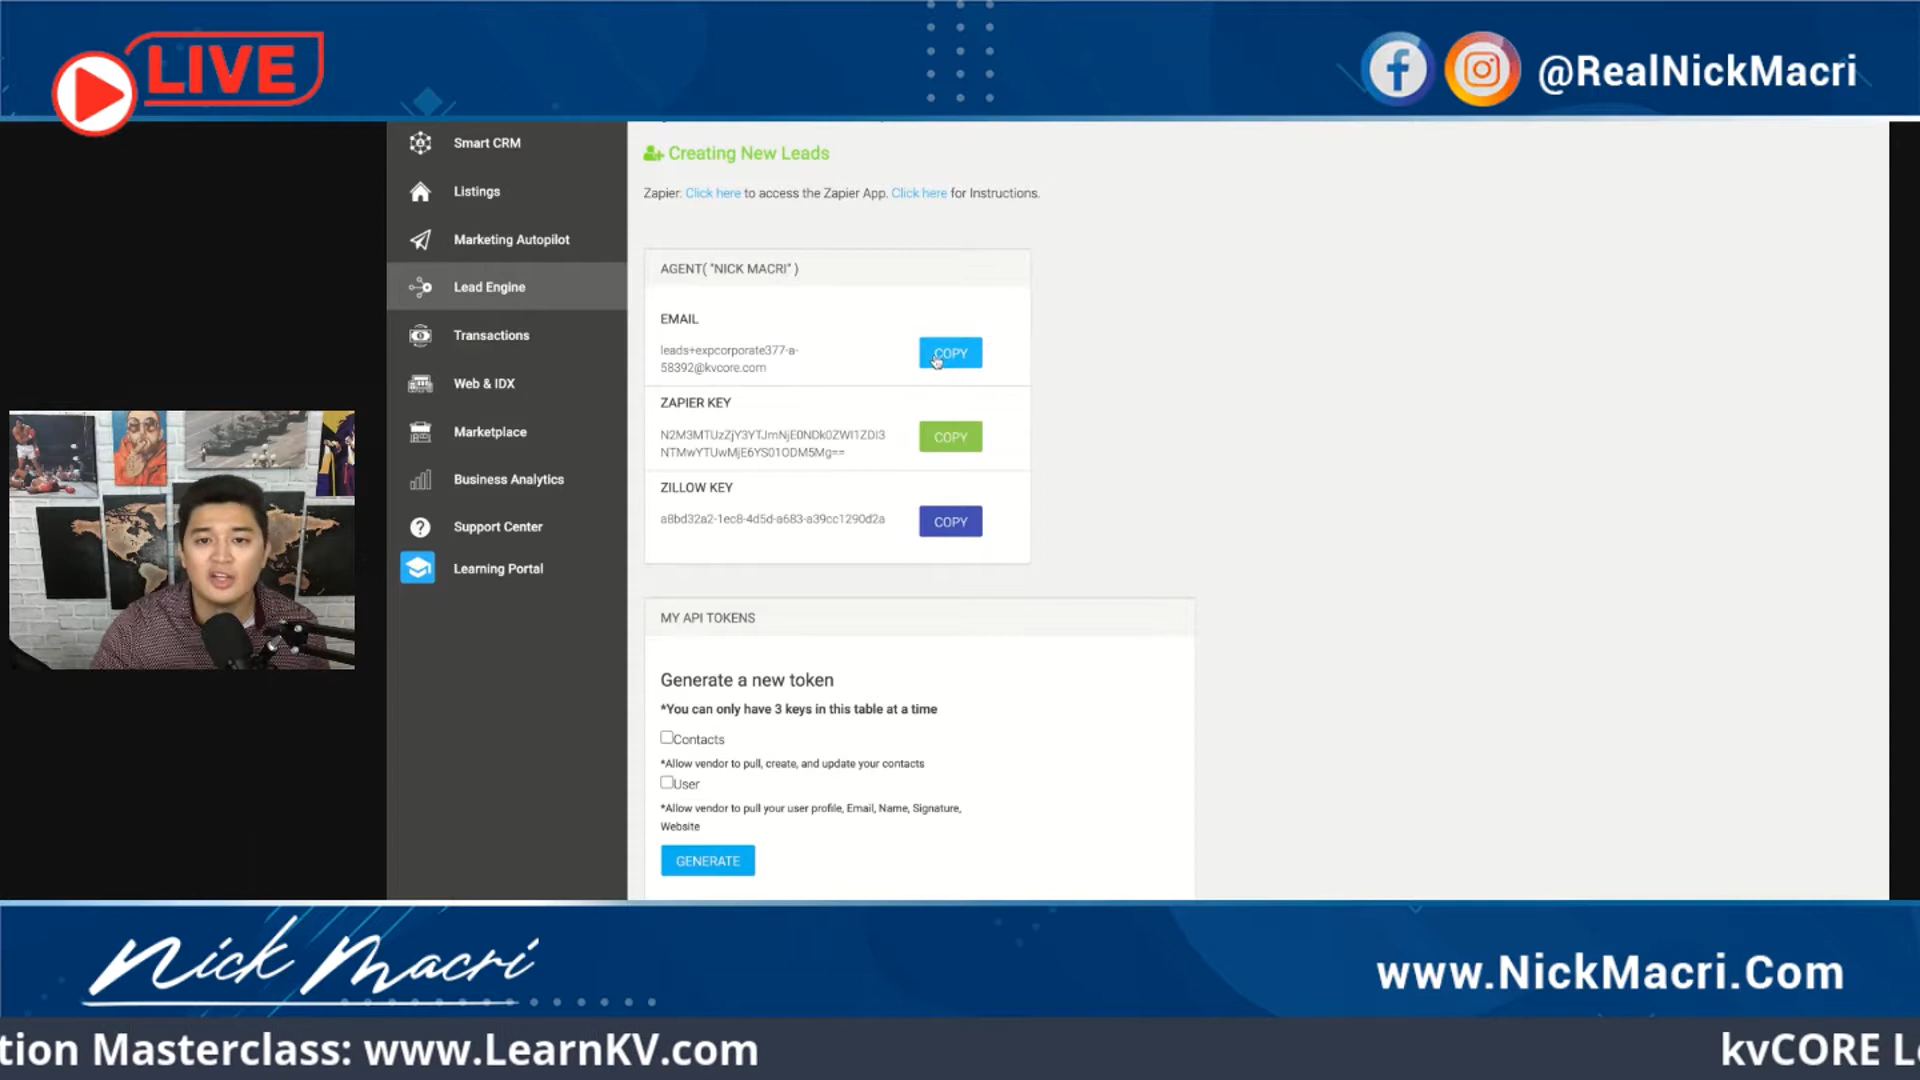 LIVE
@RealNickMacri
Smart CRM
Listings
Marketing Autopilot
Lead Engine
Transactions
Web & IDX
Marketplace
Business Analytics
Support Center
Learning Portal
Creating New Leads
Zapier: Click here to access the Zapier App. Click here for Instructions.
AGENT( "NICK MACRI" )
EMAIL
leads+expcorporate377-a-
58392@kvcore.com
COPY
ZAPIER KEY
N2M3MTUzZjY3YTJmNjE0NDk0ZWI1ZDI3
NTMwYTUwMjE6YS01ODM5Mg==
COPY
ZILLOW KEY
a8bd32a2-1ec8-4d5d-a683-a39cc1290d2a
COPY
MY API TOKENS
Generate a new token
*You can only have 3 keys in this table at a time
Contacts
*Allow vendor to pull, create, and update your contacts
User
*Allow vendor to pull your user profile, Email, Name, Signature,
Website
GENERATE
Nick Macri
www.NickMacri.Com
tion Masterclass: www.LearnKV.com
kvCORE L